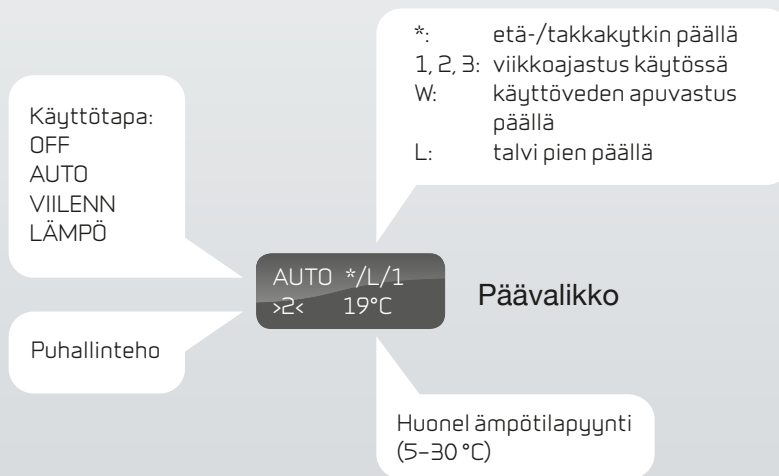 *: etä-/takkakytkin päällä
1, 2, 3: viikkoajastus käytössä
W: käyttöveden apuvastus
päällä
L: talvi pien päällä
Käyttötapa:
OFF
AUTO
VIILENN
LÄMPÖ
AUTO */L/1
>2< 19°C
Päävalikko
Puhallinteho
Huonel ämpötilapyynti
(5–30 °C)